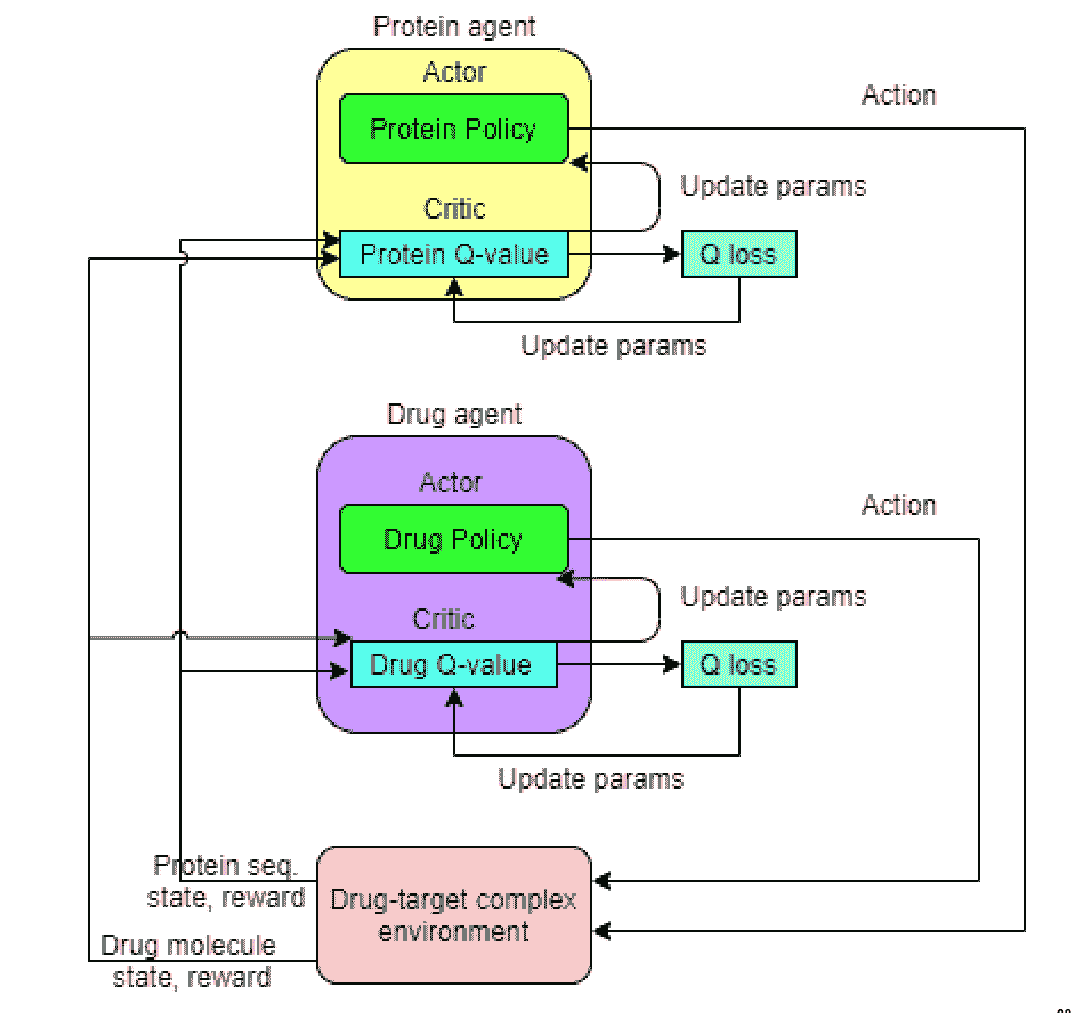 Protein agent
Actor
Protein Policy
Action
Update params
Critic
Protein Q-value
Q loss
Update params
Drug agent
Actor
Drug Policy
Action
Update params
Critic
Drug Q-value
Q loss
Update params
Protein seq.
state, reward
Drug-target complex
environment
Drug molecule
state, reward